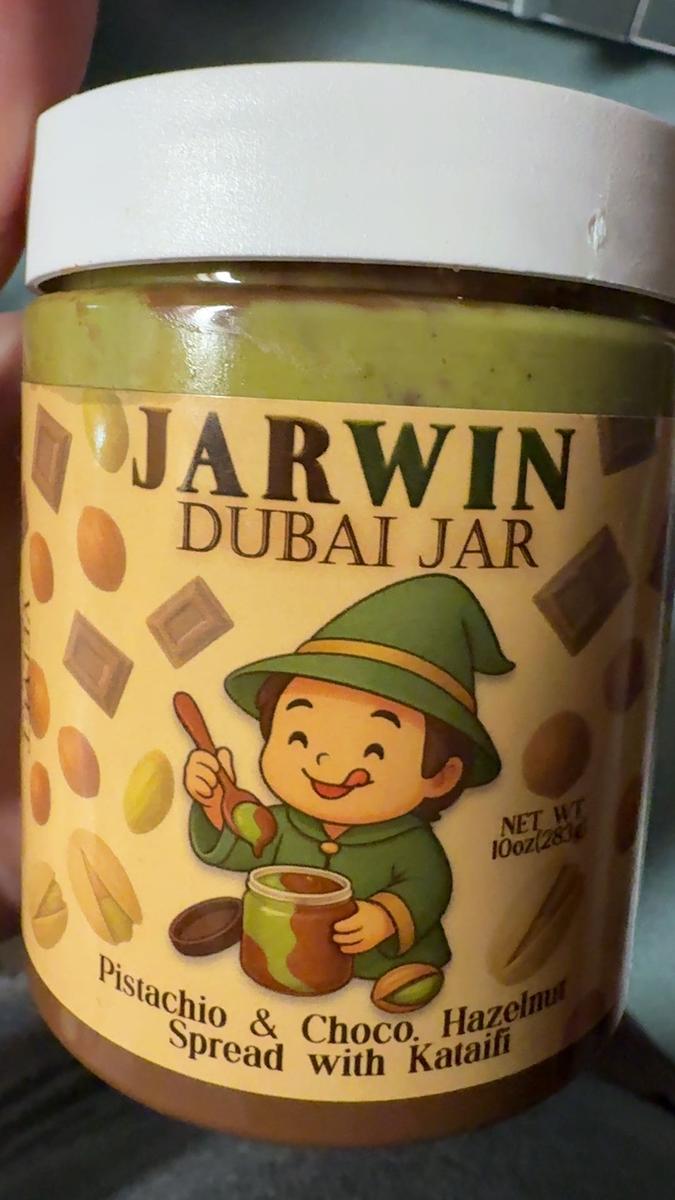 JARWIN
DUBAI JAR
NET WT
10oz(283g)
Pistachio & Choco. Hazelnut
Spread with Kataifi